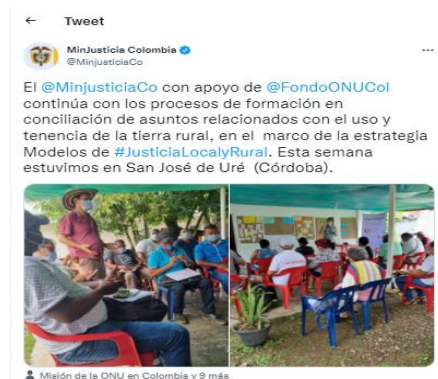 Tweet
MinJusticia Colombia
@MinjusticiaCo
El @MinjusticiaCo con apoyo de @FondoONUCol
continúa con los procesos de formación en
conciliación de asuntos relacionados con el uso y
tenencia de la tierra rural, en el marco de la estrategia
Modelos de #JusticiaLocalyRural. Esta semana
estuvimos en San José de Uré (Córdoba).
Misión de la ONU en Colombia y 9 más